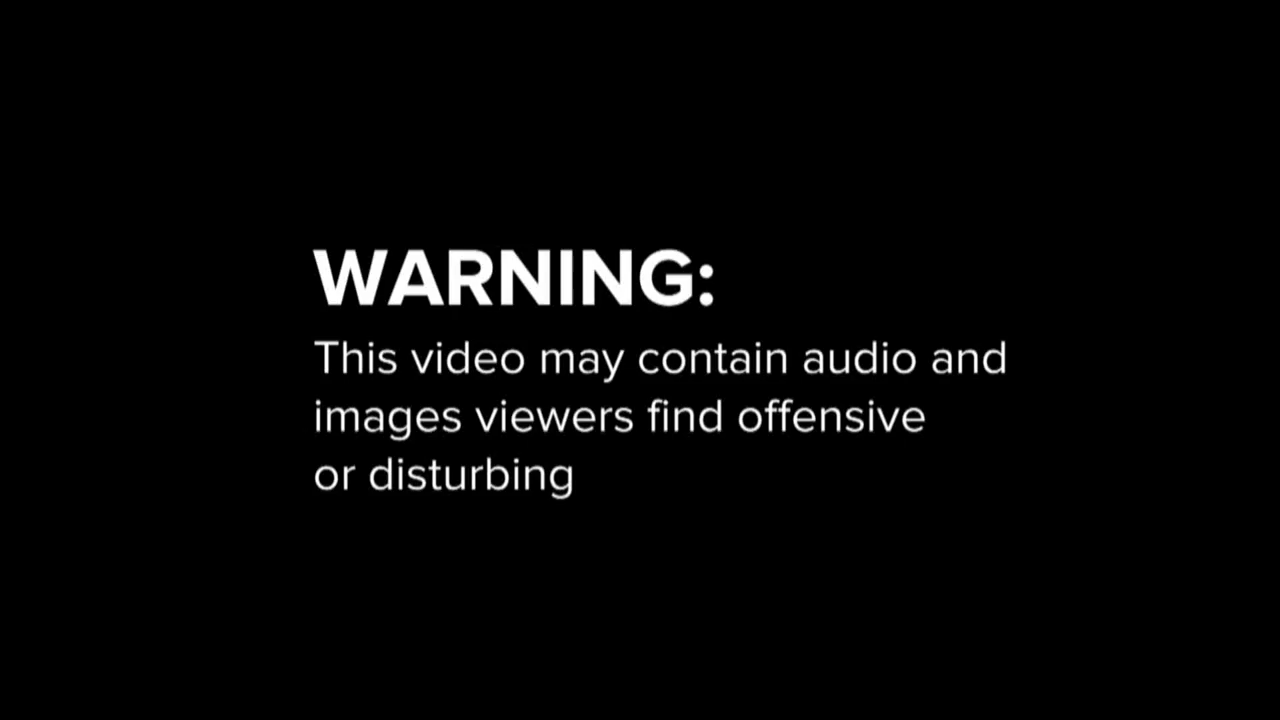 WARNING:
This video may contain audio and
images viewers find offensive
or disturbing